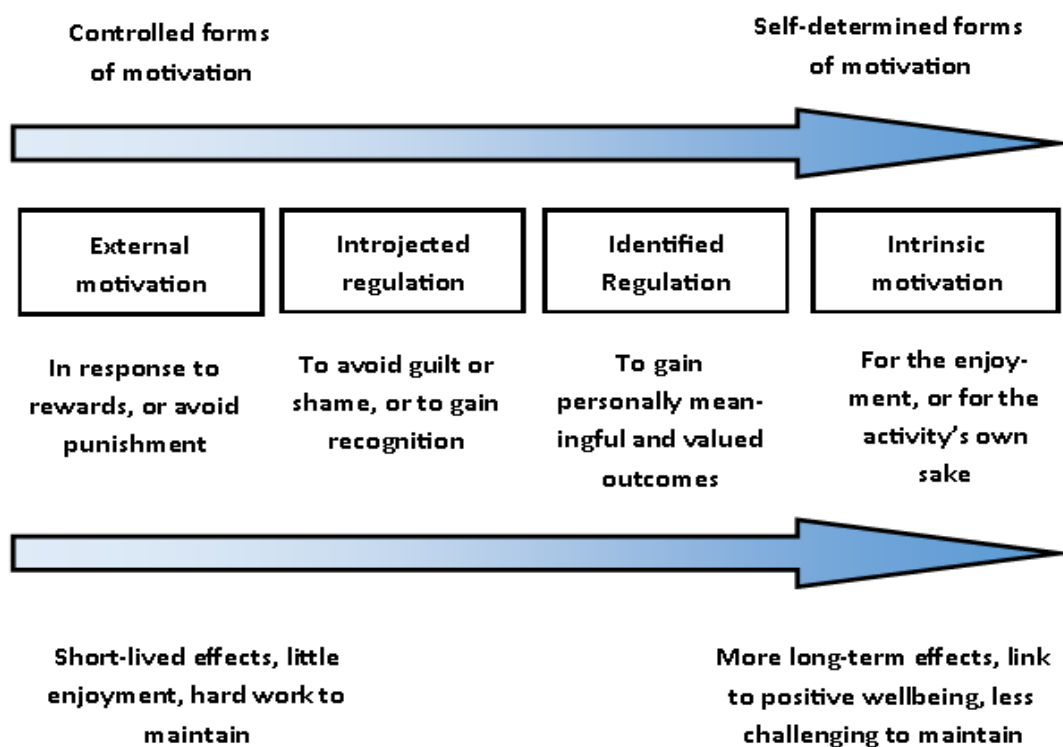 Controlled forms
of motivation
Self-determined forms
of motivation
External
motivation
Introjected
regulation
Identified
Regulation
Intrinsic
motivation
In response to
rewards, or avoid
punishment
To avoid guilt or
shame, or to gain
recognition
To gain
personally mean-
ingful and valued
outcomes
For the enjoy-
ment, or for the
activity’s own
sake
Short-lived effects, little
enjoyment, hard work to
maintain
More long-term effects, link
to positive wellbeing, less
challenging to maintain